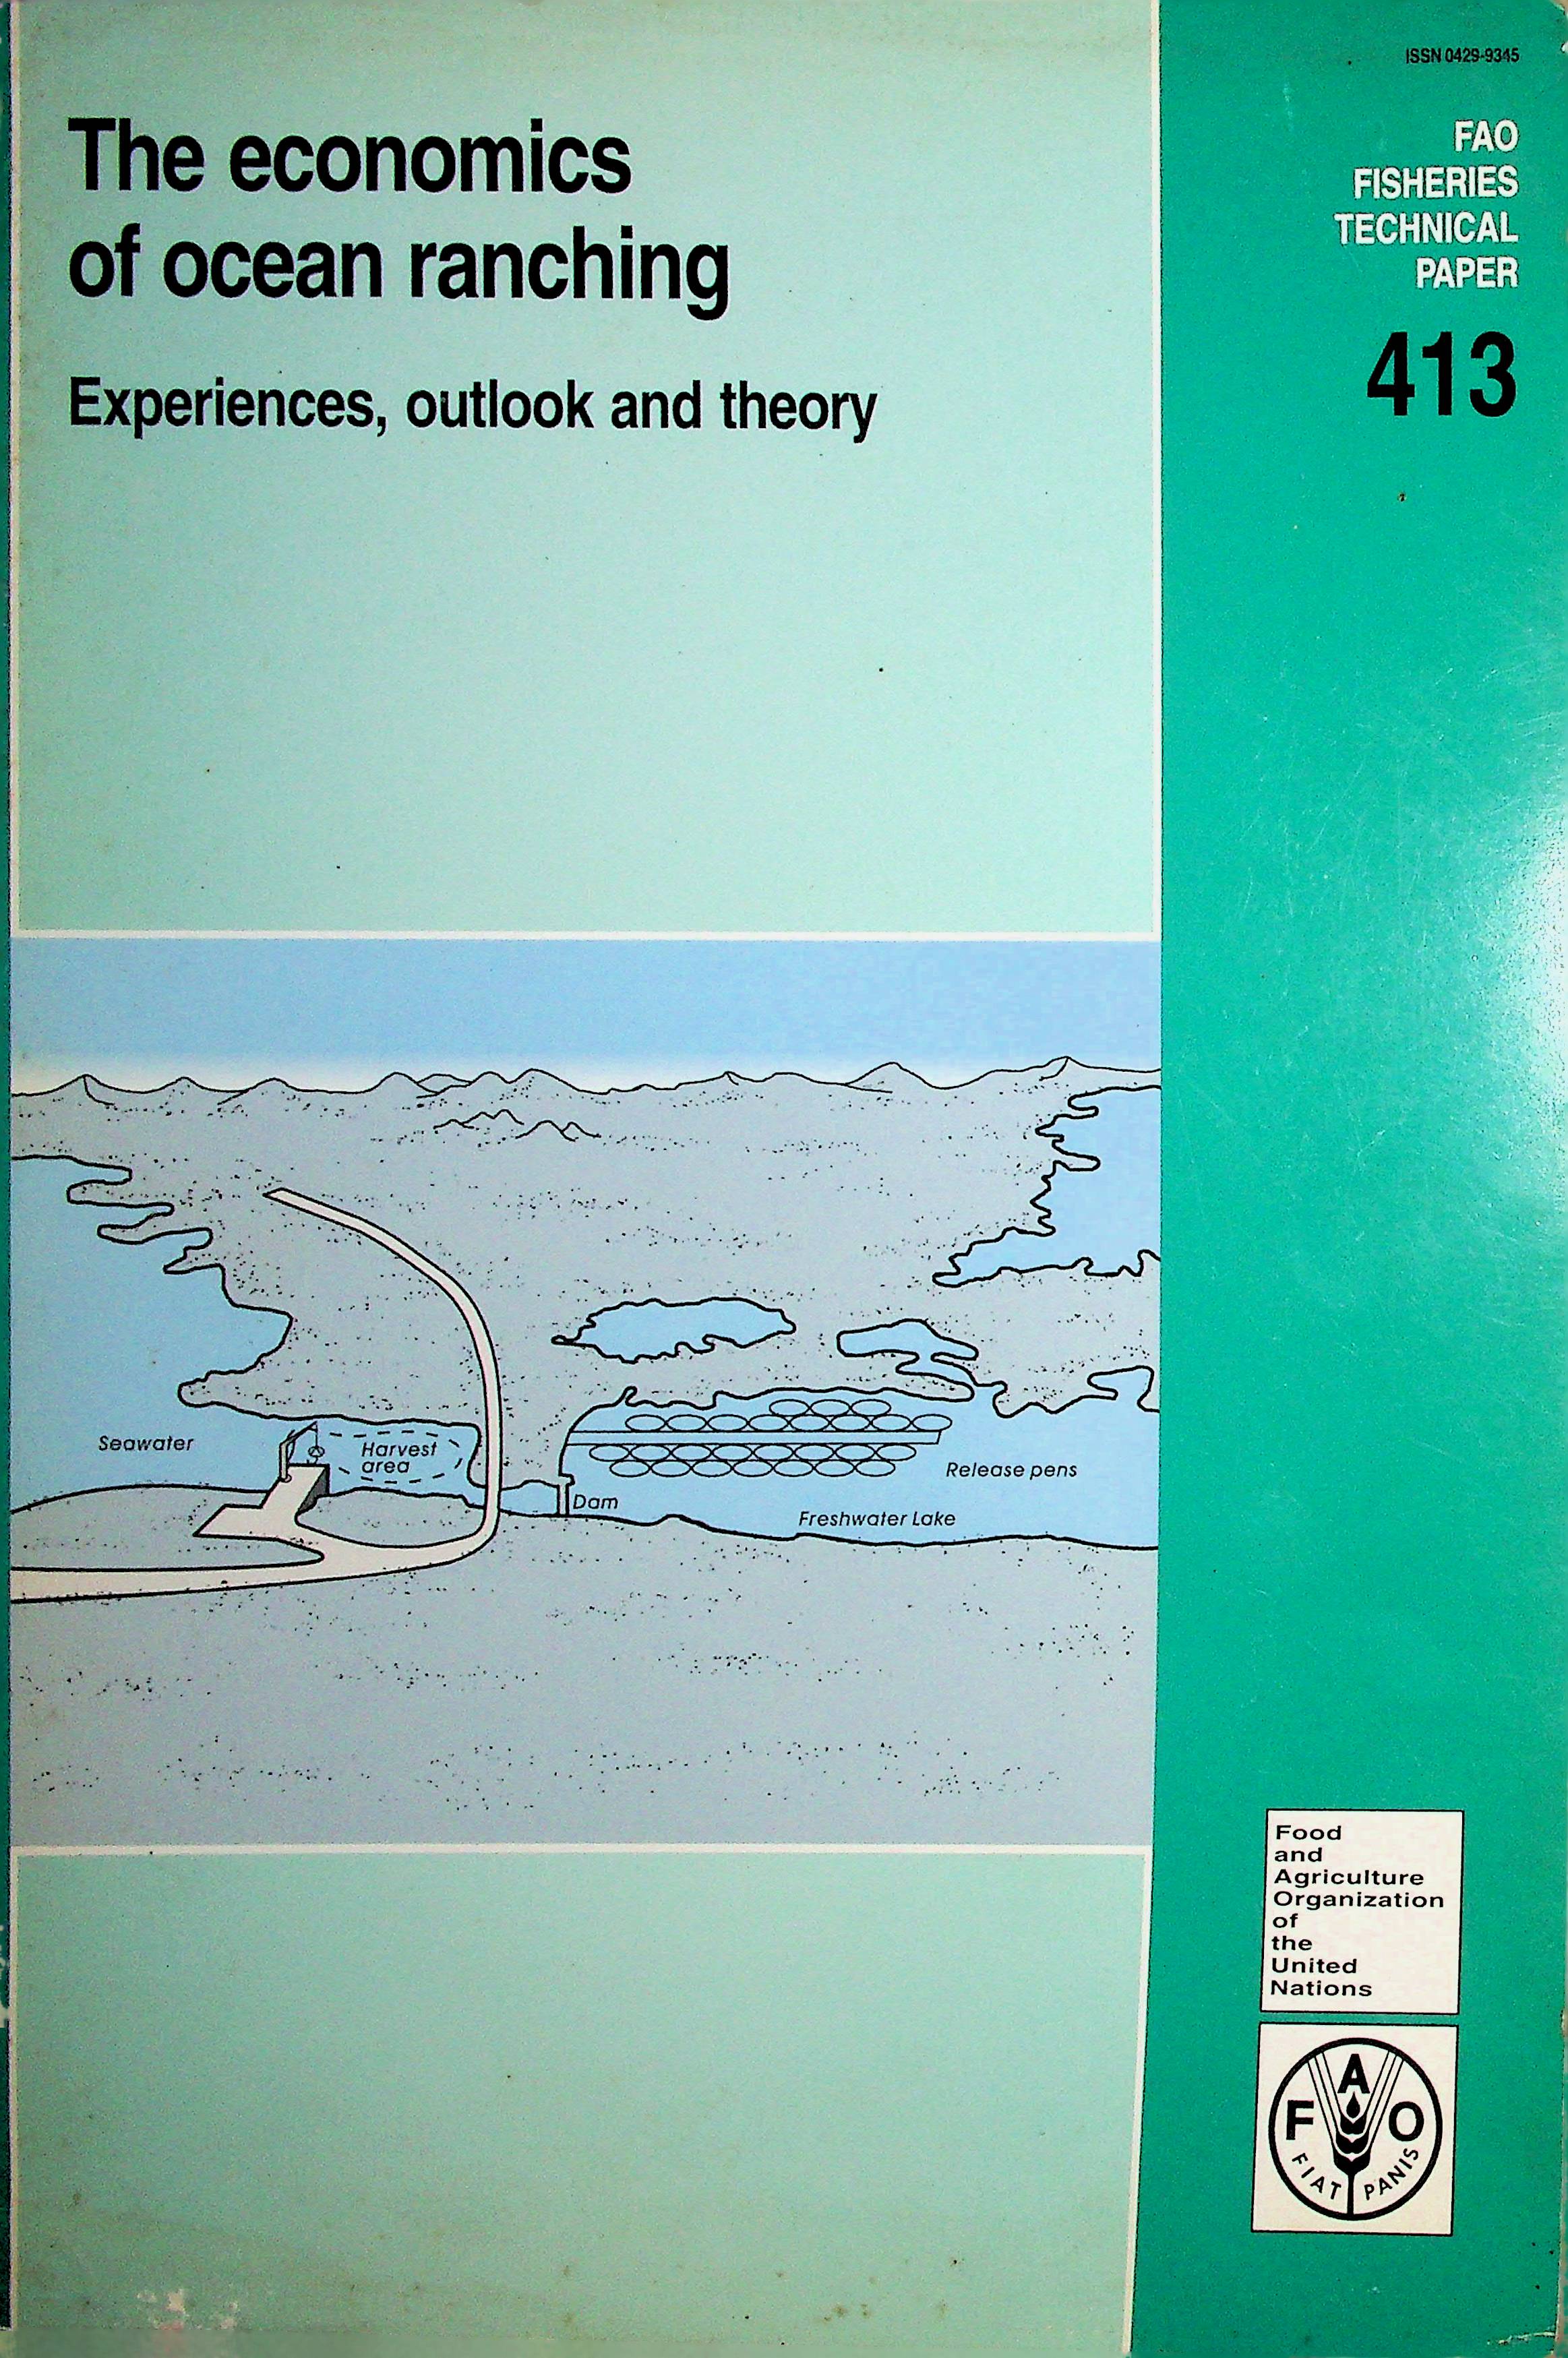 The economics
of ocean ranching
Experiences, outlook and theory
ISSN 0429-9345
FAO
FISHERIES
TECHNICAL
PAPER
413
Seawater
Harvest
area
Dam
Release pens
Freshwater Lake
Food
and
Agriculture
Organization
of
the
United
Nations
F A O
FIAT PANIS